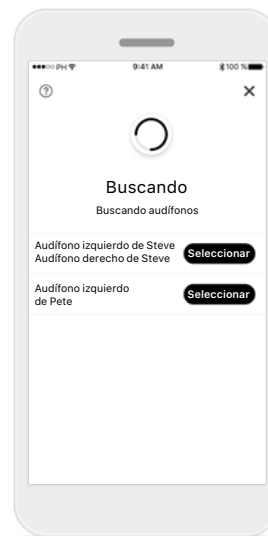 PH 9:41 AM 100 %
?
Buscando
Buscando audífonos
Audífono izquierdo de Steve
Audífono derecho de Steve
Seleccionar
Audífono izquierdo
de Pete
Seleccionar